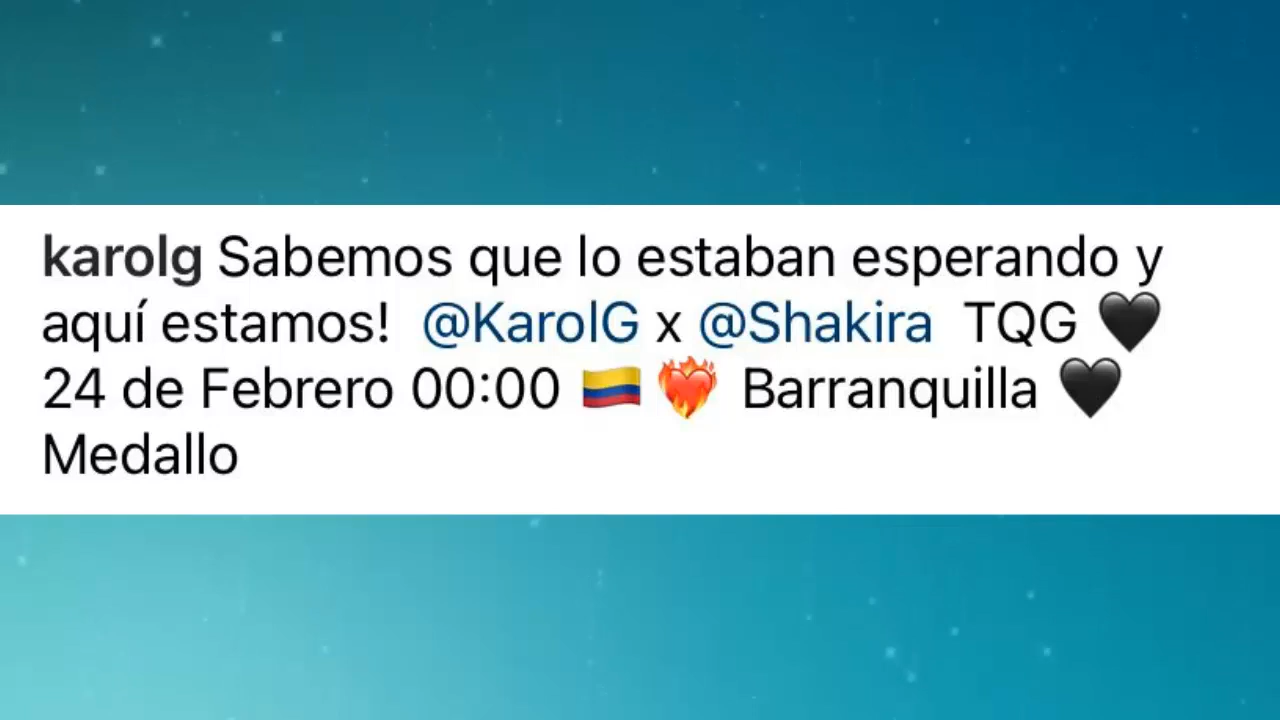 karolg Sabemos que lo estaban esperando y
aquí estamos! @KarolG x @Shakira TQG 🖤
24 de Febrero 00:00 🇨🇴 ❤️‍🔥 Barranquilla 🖤
Medallo